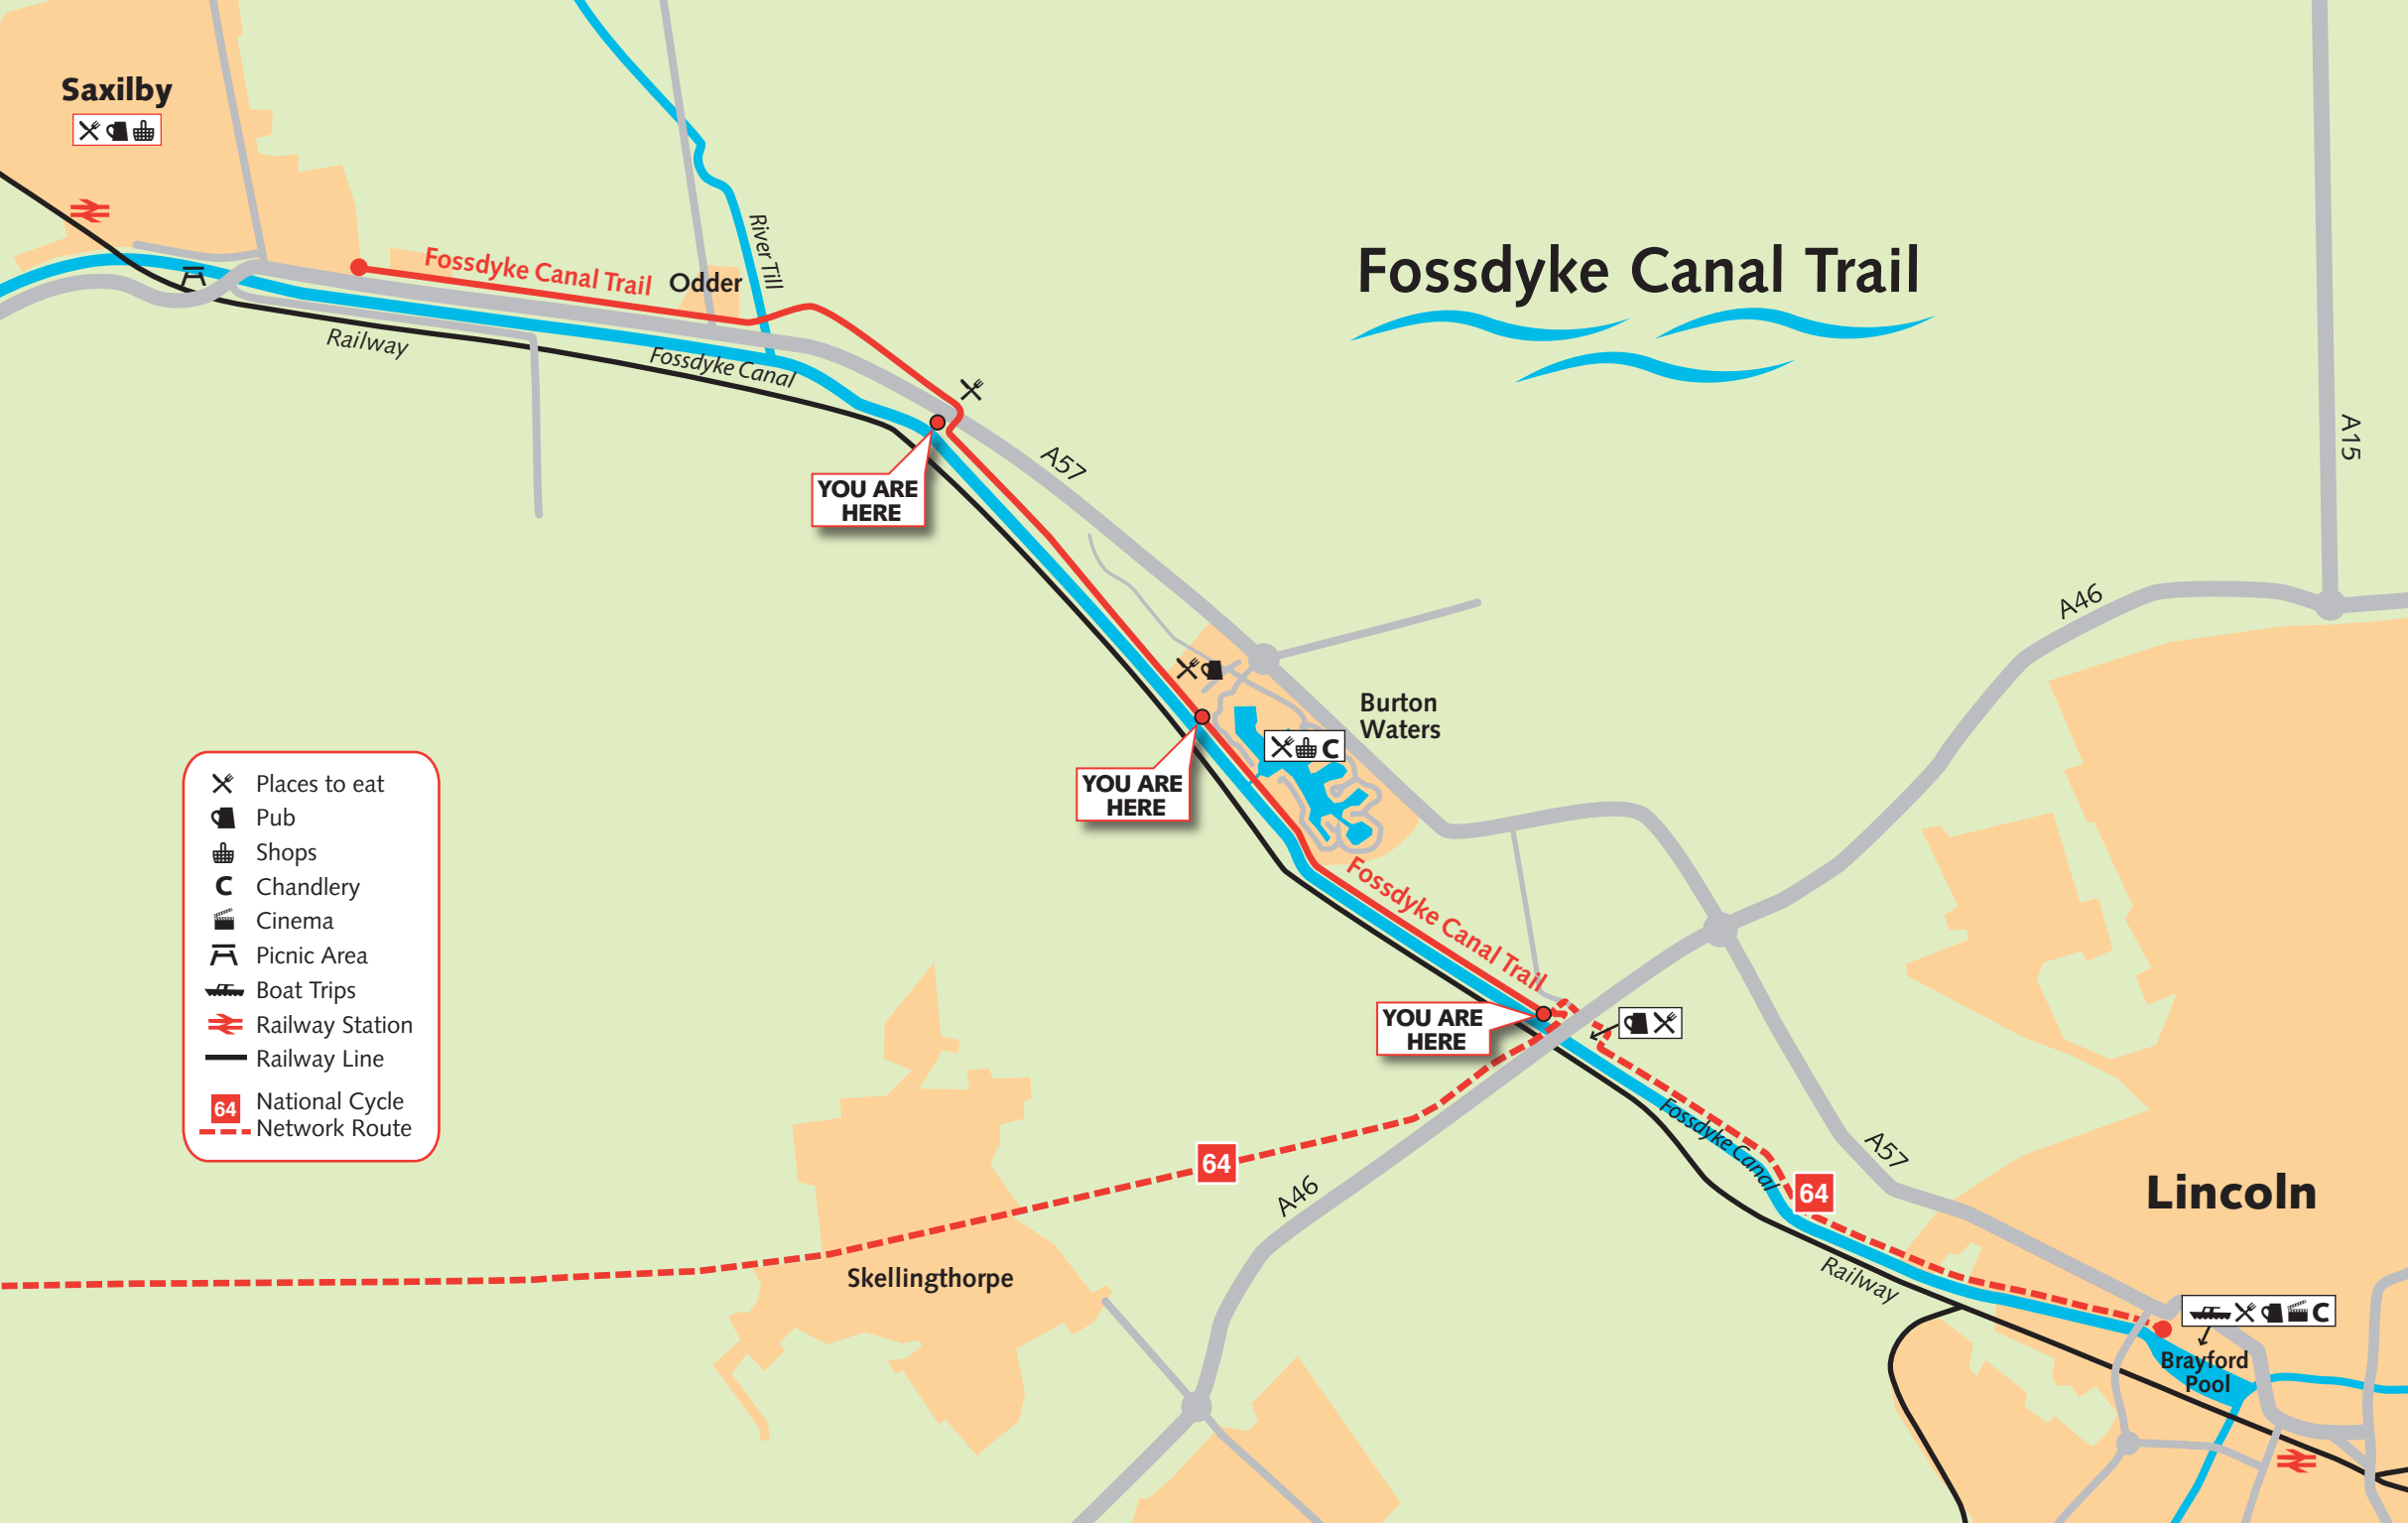 Saxilby
Fossdyke Canal Trail
Odder
River Till
Railway
Fossdyke Canal
Fossdyke Canal Trail
A57
A15
A46
YOU ARE
HERE
Burton
Waters
C
YOU ARE
HERE
Places to eat
Pub
Shops
C Chandlery
Cinema
Picnic Area
Boat Trips
Railway Station
Railway Line
64 National Cycle
Network Route
Fossdyke Canal Trail
YOU ARE
HERE
Fossdyke Canal
A57
64
64
A46
Lincoln
Skellingthorpe
Railway
C
Brayford
Pool